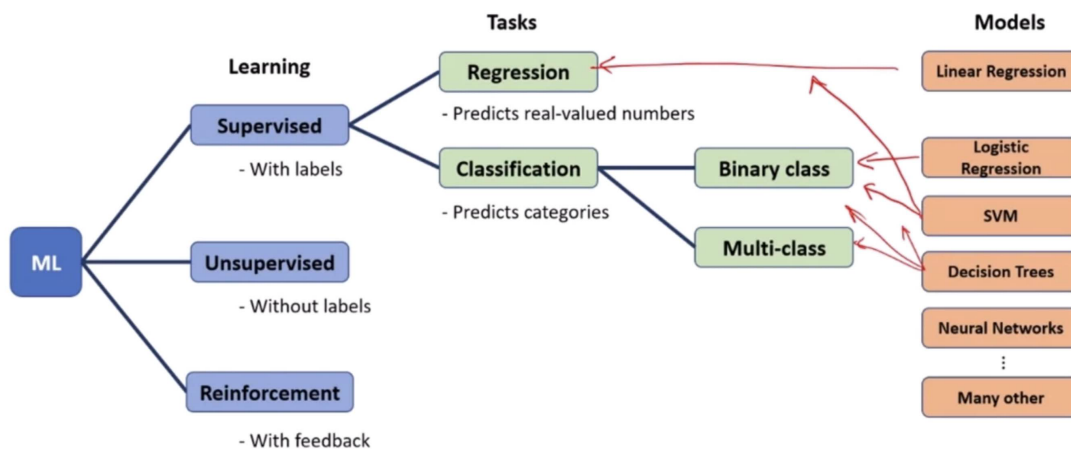 Tasks
Models
Learning
Regression
Linear Regression
- Predicts real-valued numbers
Supervised
- With labels
Classification
Binary class
Logistic
Regression
- Predicts categories
SVM
Multi-class
ML
Unsupervised
Decision Trees
- Without labels
Neural Networks
⋮
Reinforcement
Many other
- With feedback